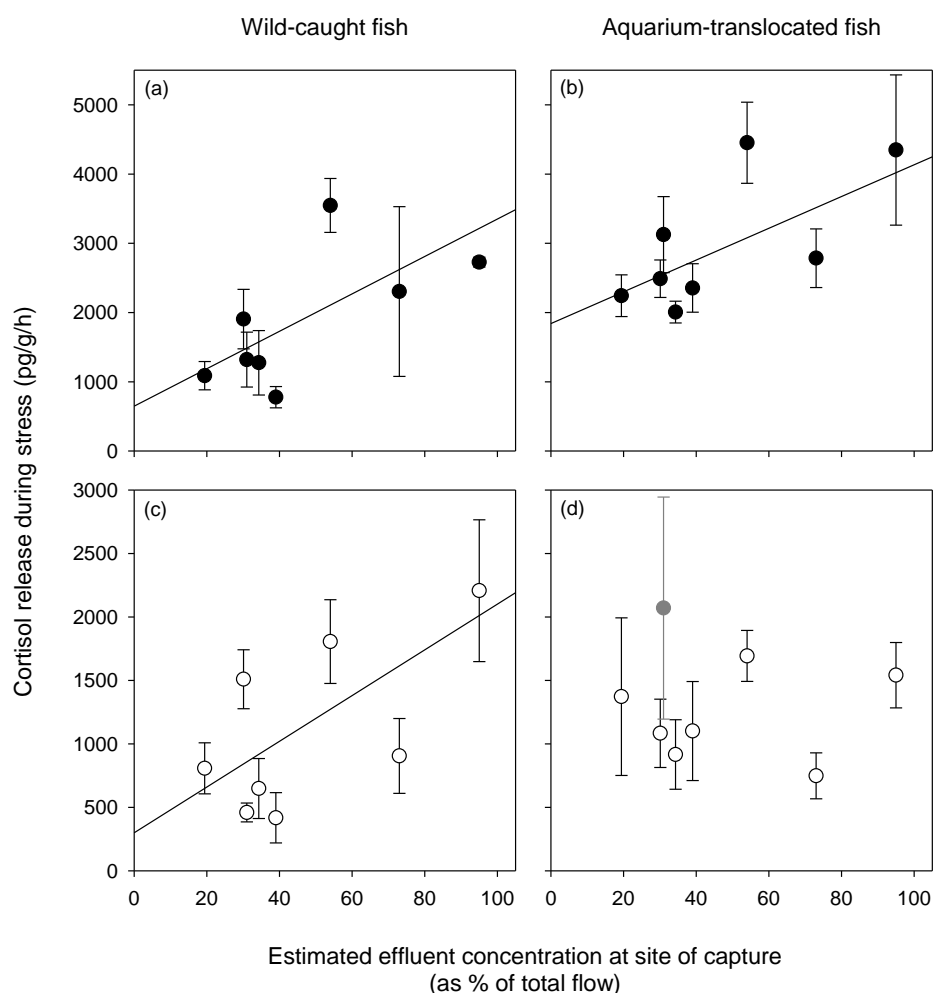 Wild-caught fish
Aquarium-translocated fish
(a)
(b)
5000
4000
3000
2000
1000
0
(c)
(d)
3000
2500
2000
1500
1000
500
0
0 20 40 60 80 100
0 20 40 60 80 100
Cortisol release during stress (pg/g/h)
Estimated effluent concentration at site of capture
(as % of total flow)